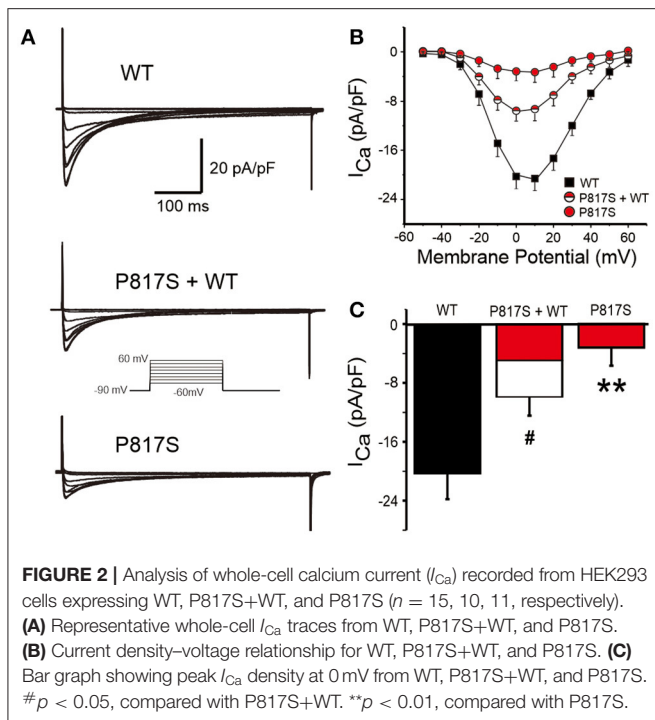 A
WT
20 pA/pF
100 ms
P817S + WT
60 mV
-90 mV
-60mV
P817S
B
0
-8
-16
-24
I_Ca (pA/pF)
WT
P817S + WT
P817S
-60 -40 -20 0 20 40 60
Membrane Potential (mV)
C
WT P817S + WT P817S
0
-8
-16
-24
I_Ca (pA/pF)
#
**
FIGURE 2 | Analysis of whole-cell calcium current (I_Ca) recorded from HEK293
cells expressing WT, P817S+WT, and P817S (n = 15, 10, 11, respectively).
(A) Representative whole-cell I_Ca traces from WT, P817S+WT, and P817S.
(B) Current density–voltage relationship for WT, P817S+WT, and P817S. (C)
Bar graph showing peak I_Ca density at 0 mV from WT, P817S+WT, and P817S.
#p < 0.05, compared with P817S+WT. **p < 0.01, compared with P817S.